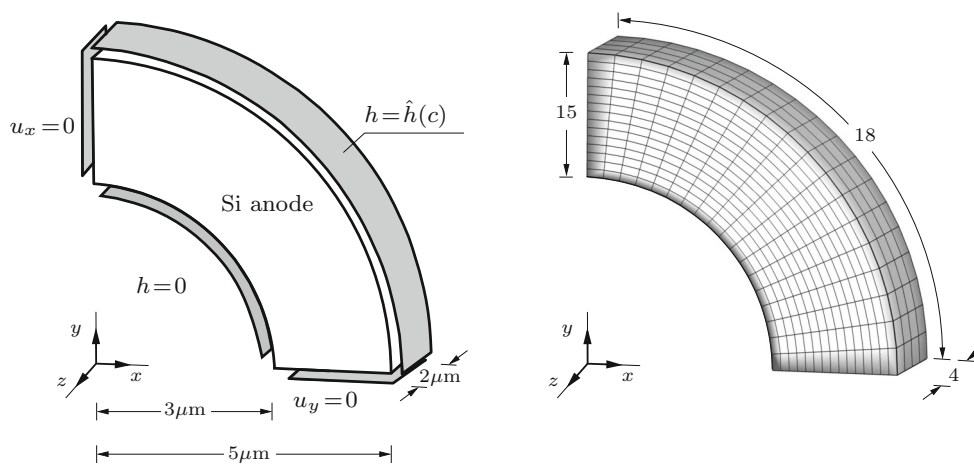 u_x=0
h=ĥ(c)
Si anode
h=0
y
x
z
2μm
u_y=0
3μm
5μm
15
18
y
x
z
4